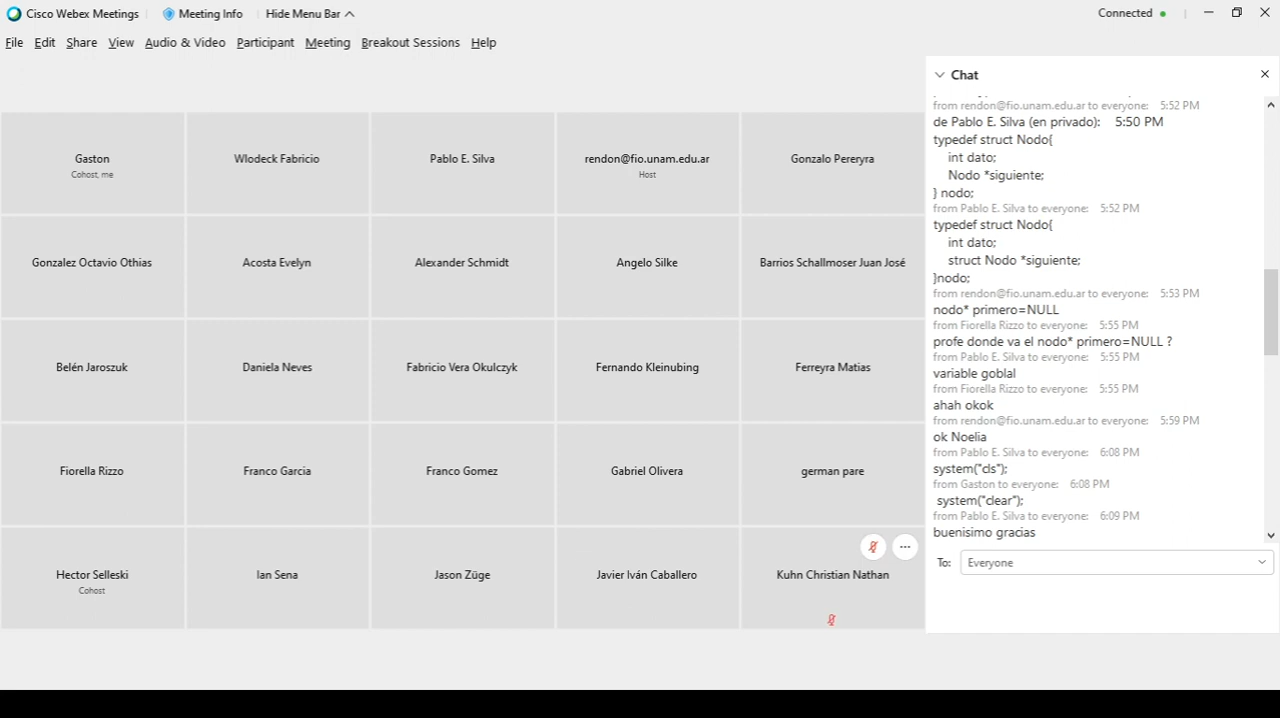 Cisco Webex Meetings
Meeting Info
Hide Menu Bar
Connected
File Edit Share View Audio & Video Participant Meeting Breakout Sessions Help
Gaston
Cohost, me
Wlodeck Fabricio
Pablo E. Silva
rendon@fio.unam.edu.ar
Host
Gonzalo Pereryra
Gonzalez Octavio Othias
Acosta Evelyn
Alexander Schmidt
Angelo Silke
Barrios Schallmoser Juan José
Belén Jaroszuk
Daniela Neves
Fabricio Vera Okulczyk
Fernando Kleinubing
Ferreyra Matias
Fiorella Rizzo
Franco Garcia
Franco Gomez
Gabriel Olivera
german pare
Hector Selleski
Cohost
Ian Sena
Jason Züge
Javier Iván Caballero
Kuhn Christian Nathan
Chat
from rendon@fio.unam.edu.ar to everyone: 5:52 PM
de Pablo E. Silva (en privado): 5:50 PM
typedef struct Nodo{
int dato;
Nodo *siguiente;
} nodo;
from Pablo E. Silva to everyone: 5:52 PM
typedef struct Nodo{
int dato;
struct Nodo *siguiente;
}nodo;
from rendon@fio.unam.edu.ar to everyone: 5:53 PM
nodo* primero=NULL
from Fiorella Rizzo to everyone: 5:55 PM
profe donde va el nodo* primero=NULL ?
from Pablo E. Silva to everyone: 5:55 PM
variable goblal
from Fiorella Rizzo to everyone: 5:55 PM
ahah okok
from rendon@fio.unam.edu.ar to everyone: 5:59 PM
ok Noelia
from Pablo E. Silva to everyone: 6:08 PM
system("cls");
from Gaston to everyone: 6:08 PM
system("clear");
from Pablo E. Silva to everyone: 6:09 PM
buenisimo gracias
To: Everyone